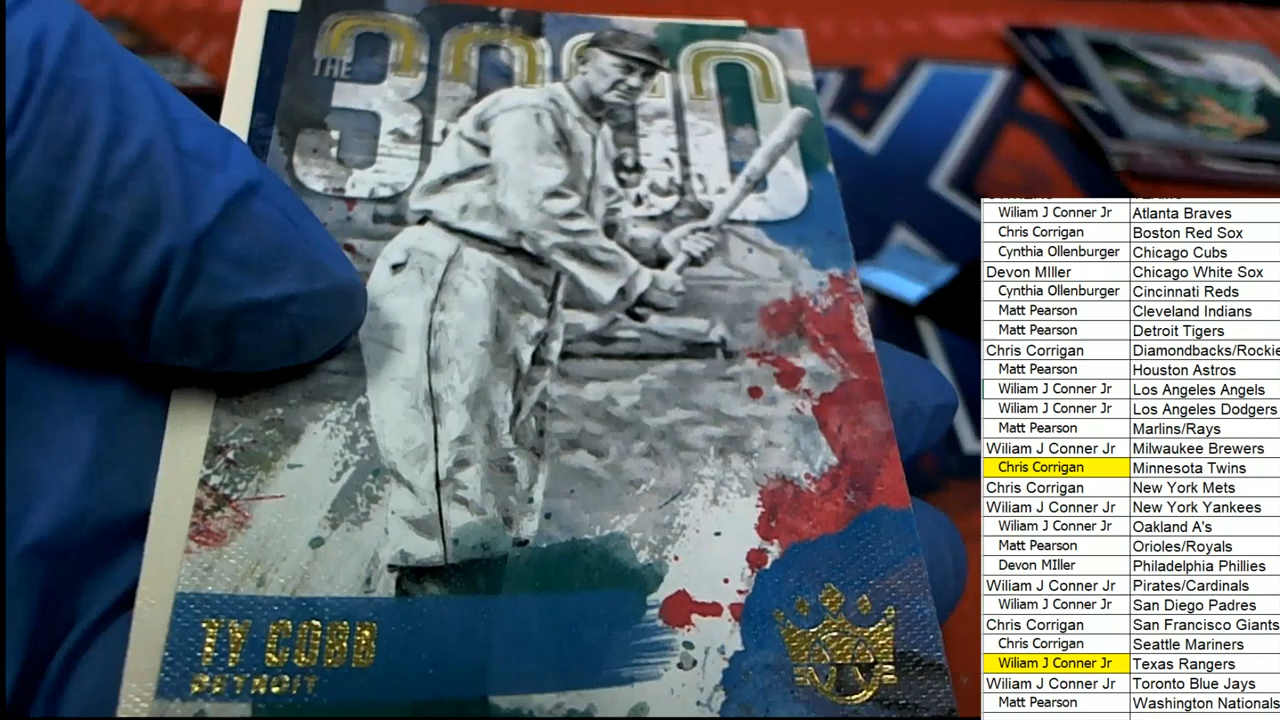 THE
3000
TY COBB
DETROIT
Wiliam J Conner Jr Atlanta Braves
Chris Corrigan Boston Red Sox
Cynthia Ollenburger Chicago Cubs
Devon MIller Chicago White Sox
Cynthia Ollenburger Cincinnati Reds
Matt Pearson Cleveland Indians
Matt Pearson Detroit Tigers
Chris Corrigan Diamondbacks/Rockie
Matt Pearson Houston Astros
Wiliam J Conner Jr Los Angeles Angels
Wiliam J Conner Jr Los Angeles Dodgers
Matt Pearson Marlins/Rays
Wiliam J Conner Jr Milwaukee Brewers
Chris Corrigan Minnesota Twins
Chris Corrigan New York Mets
Wiliam J Conner Jr New York Yankees
Wiliam J Conner Jr Oakland A's
Matt Pearson Orioles/Royals
Devon MIller Philadelphia Phillies
Wiliam J Conner Jr Pirates/Cardinals
Wiliam J Conner Jr San Diego Padres
Chris Corrigan San Francisco Giants
Chris Corrigan Seattle Mariners
Wiliam J Conner Jr Texas Rangers
Wiliam J Conner Jr Toronto Blue Jays
Matt Pearson Washington Nationals